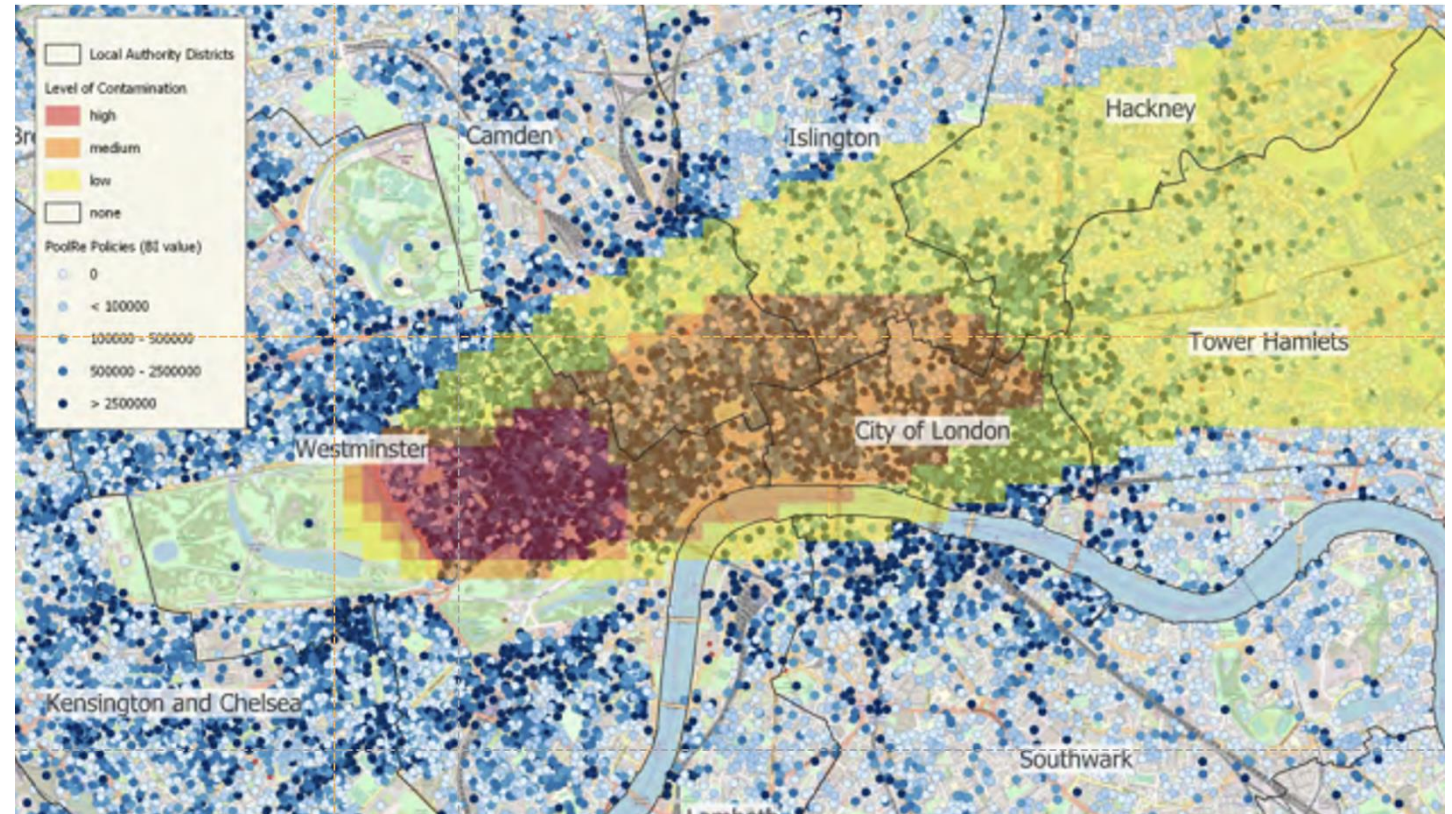 Local Authority Districts
Level of Contamination
high
medium
low
none
PoolRe Policies (BI value)
0
< 100000
100000 - 500000
500000 - 2500000
> 2500000
Hackney
Camden
Islington
Tower Hamlets
City of London
Westminster
Kensington and Chelsea
Southwark